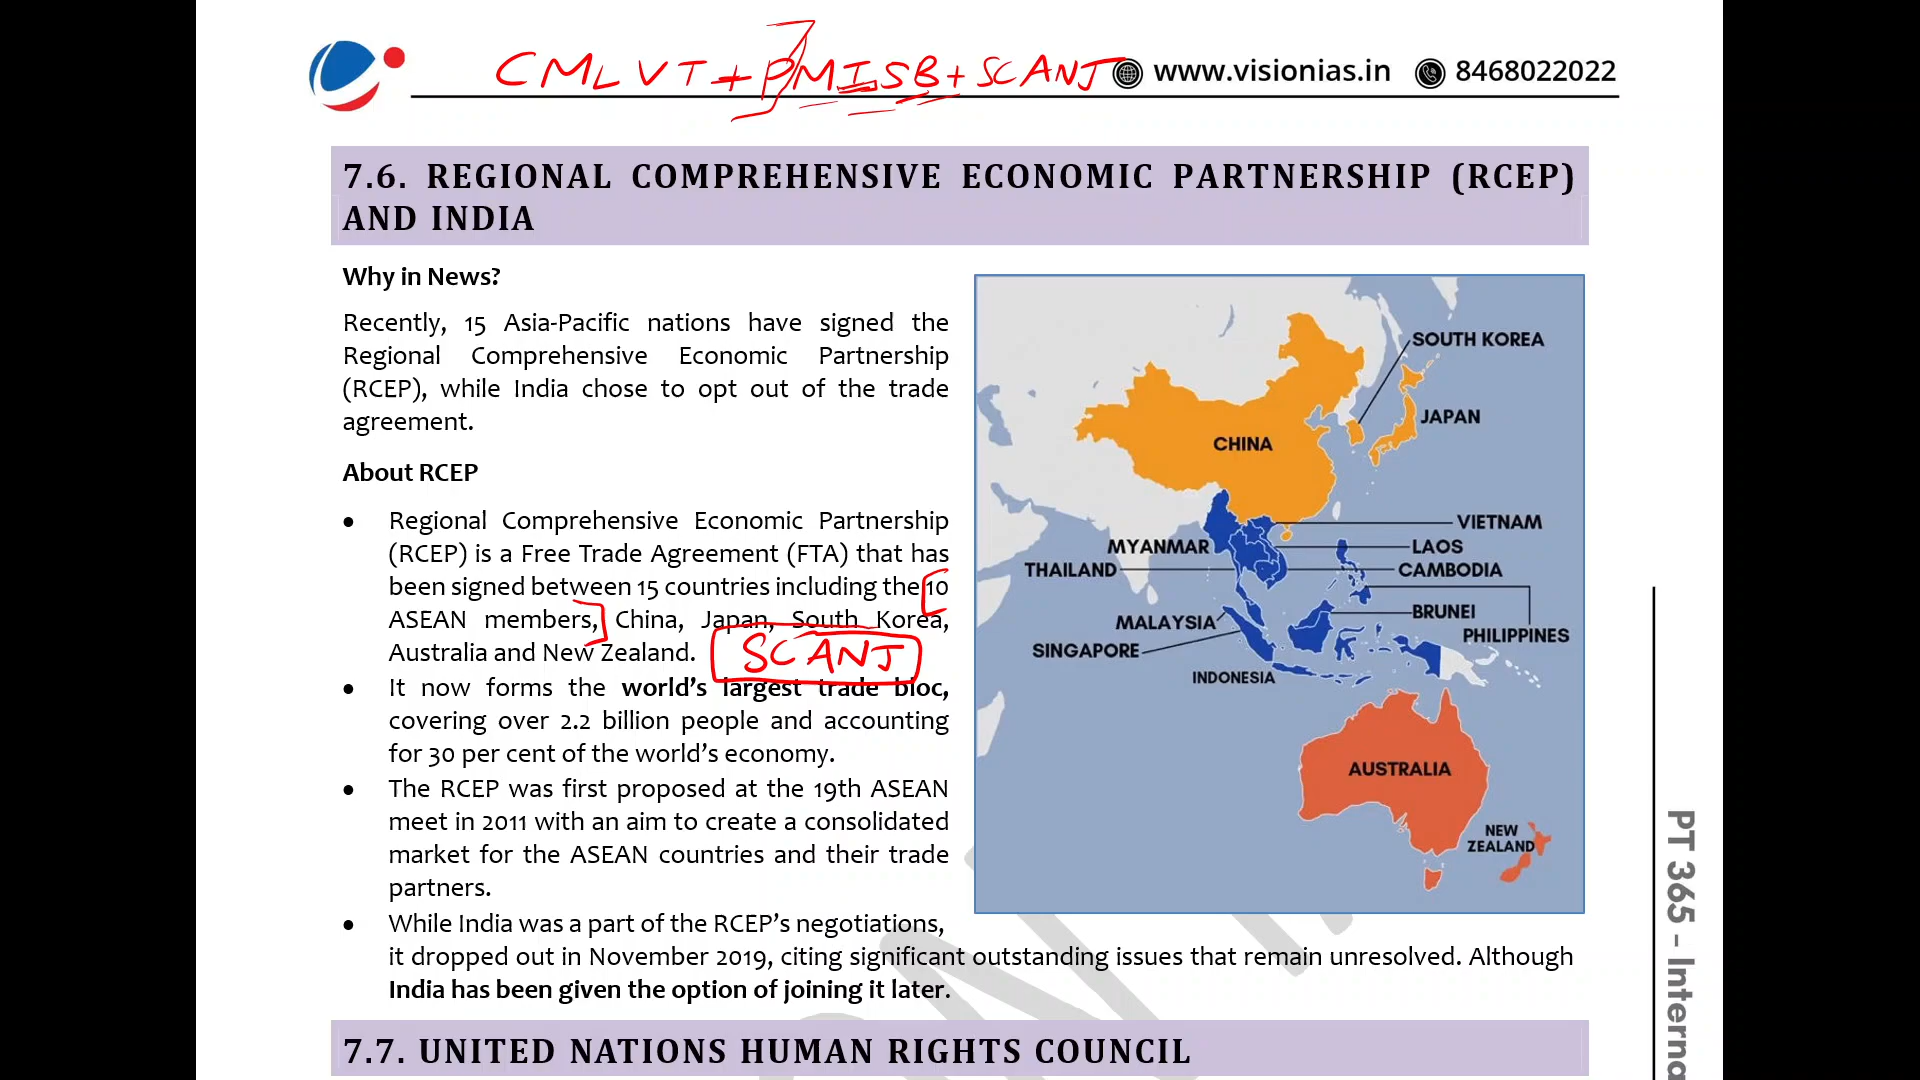 CMLVT + PMISB + SCANJ
www.visionias.in 8468022022
7.6. REGIONAL COMPREHENSIVE ECONOMIC PARTNERSHIP (RCEP)
AND INDIA
Why in News?
Recently, 15 Asia-Pacific nations have signed the
Regional Comprehensive Economic Partnership
(RCEP), while India chose to opt out of the trade
agreement.
About RCEP
• Regional Comprehensive Economic Partnership
(RCEP) is a Free Trade Agreement (FTA) that has
been signed between 15 countries including the 10
ASEAN members, China, Japan, South Korea,
Australia and New Zealand.
SCANJ
• It now forms the world's largest trade bloc,
covering over 2.2 billion people and accounting
for 30 per cent of the world's economy.
• The RCEP was first proposed at the 19th ASEAN
meet in 2011 with an aim to create a consolidated
market for the ASEAN countries and their trade
partners.
• While India was a part of the RCEP's negotiations,
it dropped out in November 2019, citing significant outstanding issues that remain unresolved. Although
India has been given the option of joining it later.
SOUTH KOREA
JAPAN
CHINA
VIETNAM
MYANMAR
LAOS
THAILAND
CAMBODIA
BRUNEI
MALAYSIA
PHILIPPINES
SINGAPORE
INDONESIA
AUSTRALIA
NEW
ZEALAND
7.7. UNITED NATIONS HUMAN RIGHTS COUNCIL
PT 365 - Interna